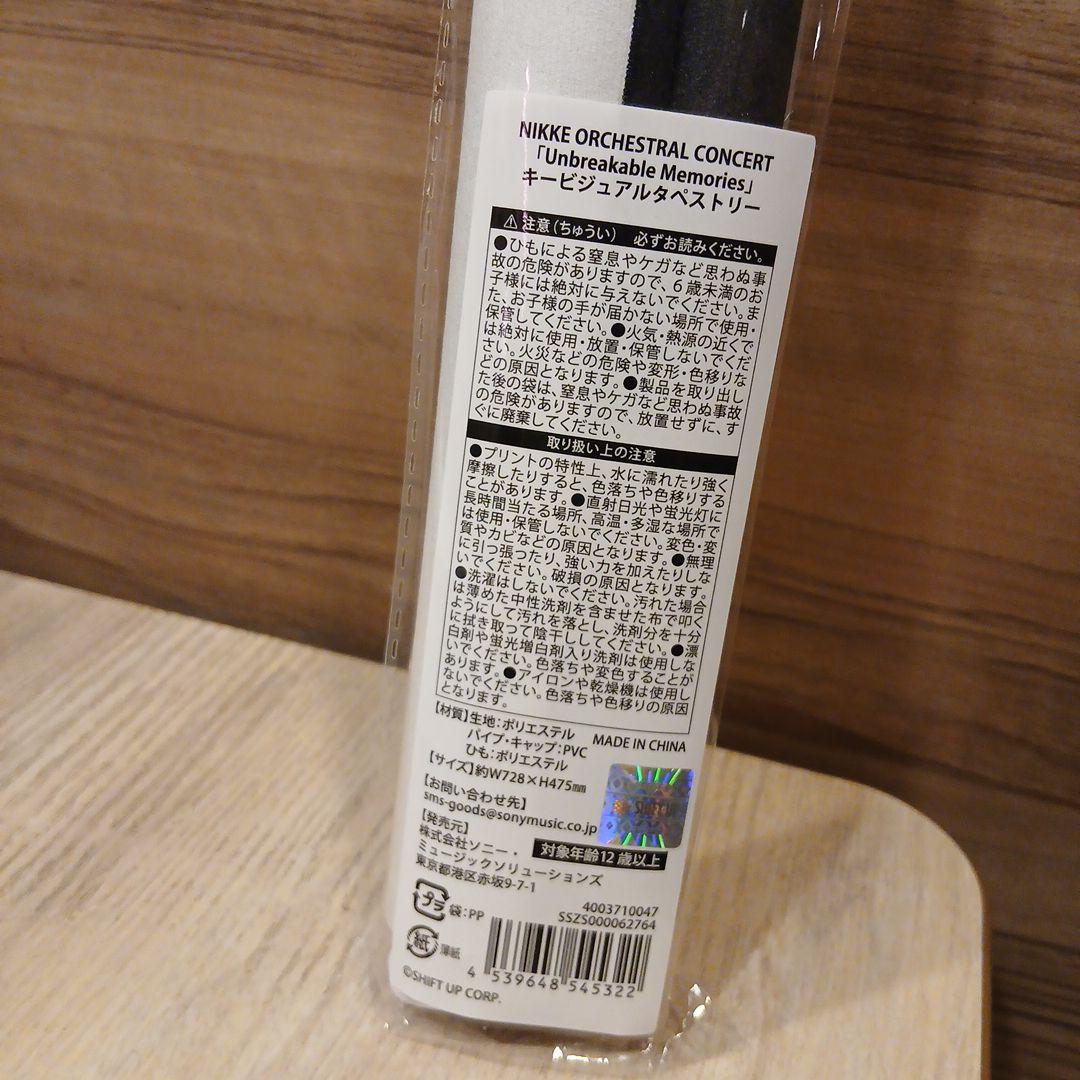 NIKKE ORCHESTRAL CONCERT
「Unbreakable Memories」
キービジュアルタペストリー
⚠注意(ちゅうい) 必ずお読みください。
●ひもによる窒息やケガなど思わぬ事
故の危険がありますので、6歳未満のお
子様には絶対に与えないでください。ま
た、お子様の手が届かない場所で使用・
保管してください。●火気・熱源の近くで
は絶対に使用・放置・保管しないでくだ
さい。火災などの危険や変形・色移りな
どの原因となります。●製品を取り出し
た後の袋は、窒息やケガなど思わぬ事故
の危険がありますので、放置せずに、す
ぐに廃棄してください。
取り扱い上の注意
●プリントの特性上、水に濡れたり強く
摩擦したりすると、色落ちや色移りする
ことがあります。●直射日光や蛍光灯に
長時間当たる場所、高温・多湿な場所で
は使用・保管しないでください。変色・変
質やカビなどの原因となります。●無理
に引っ張ったり、強い力を加えたりしな
いでください。破損の原因となります。
●洗濯はしないでください。汚れた場合
は薄めた中性洗剤を含ませた布で叩く
ようにして汚れを落とし、洗剤分を十分
に拭き取って陰干ししてください。●漂
白剤や蛍光増白剤入り洗剤は使用しな
いでください。色落ちや変色することが
あります。●アイロンや乾燥機は使用し
ないでください。色落ちや色移りの原因
となります。
【材質】生地:ポリエステル
パイプ・キャップ:PVC
ひも:ポリエステル
MADE IN CHINA
【サイズ】約W728×H475㎜
【お問い合わせ先】
sms-goods@sonymusic.co.jp
【発売元】
株式会社ソニー・
ミュージックソリューションズ
東京都港区赤坂9-7-1
対象年齢12歳以上
プラ 袋:PP
紙 薄紙
4003710047
SSZS000062764
4 539648 545322
©SHIFT UP CORP.